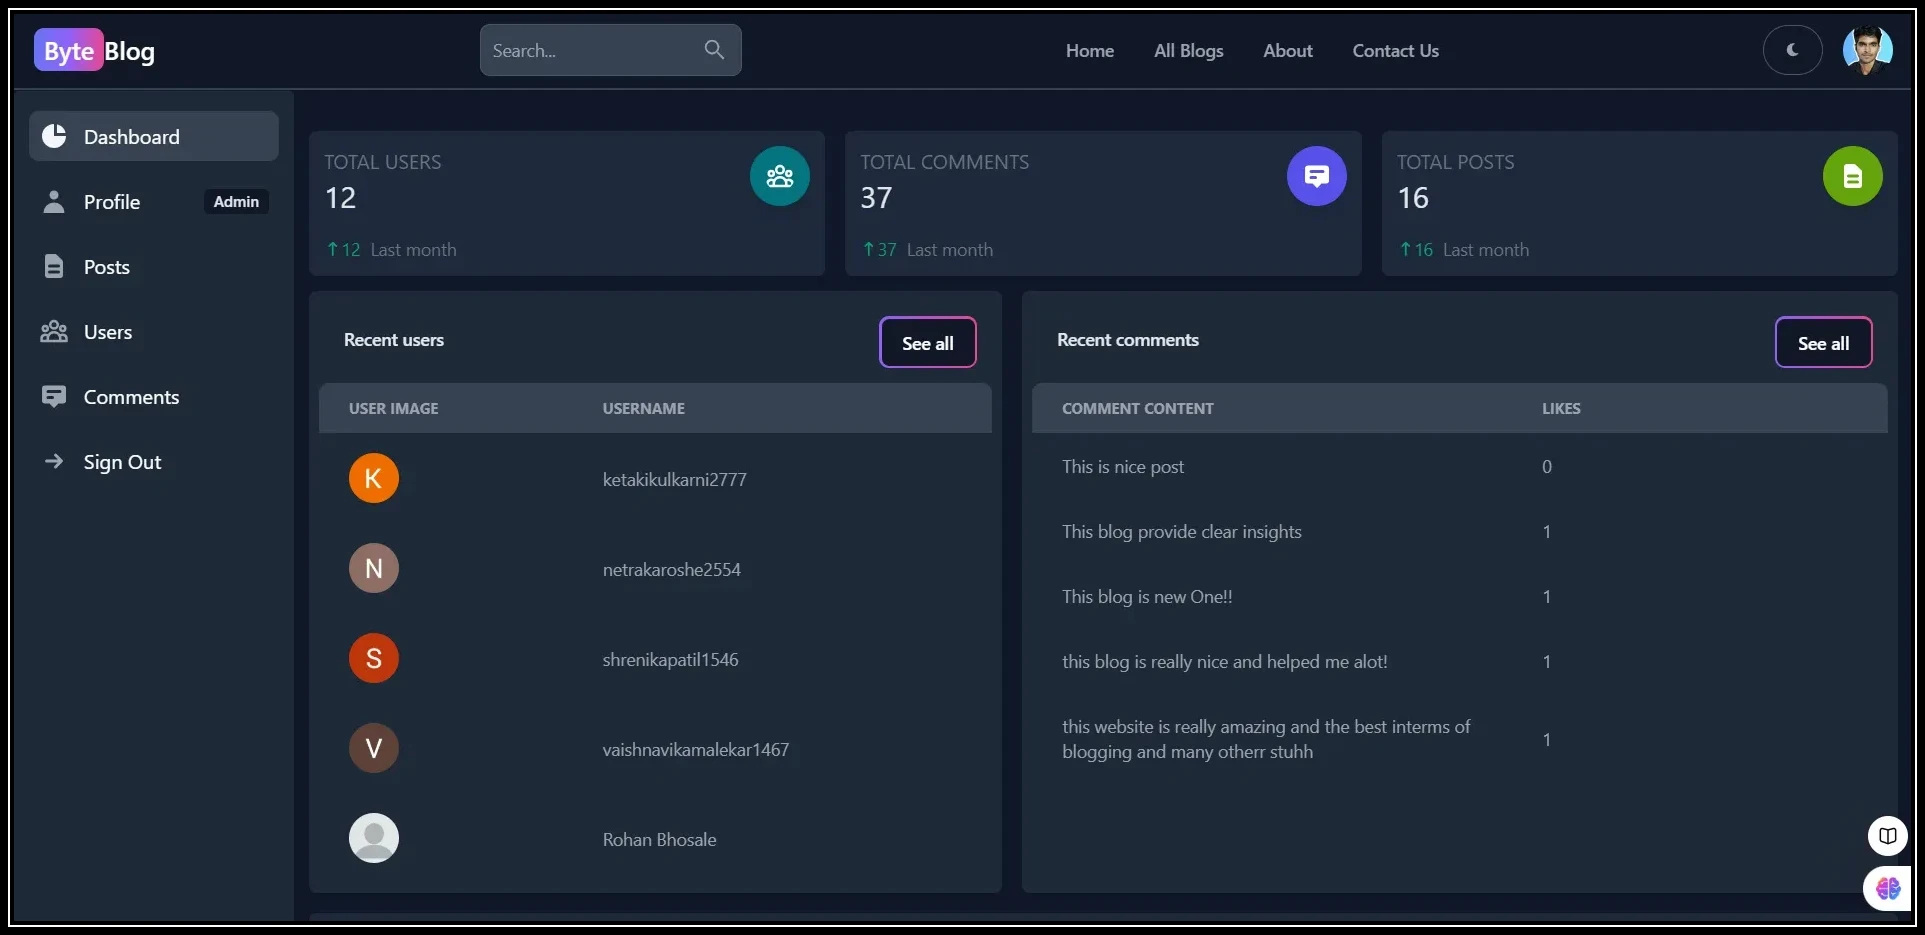 Byte Blog
Search...
Home All Blogs About Contact Us
Dashboard
Profile Admin
Posts
Users
Comments
Sign Out
TOTAL USERS
12
12 Last month
TOTAL COMMENTS
37
37 Last month
TOTAL POSTS
16
16 Last month
Recent users See all
USER IMAGE USERNAME
K ketakikulkarni2777
N netrakaroshe2554
S shrenikapatil1546
V vaishnavikamalekar1467
Rohan Bhosale
Recent comments See all
COMMENT CONTENT LIKES
This is nice post 0
This blog provide clear insights 1
This blog is new One!! 1
this blog is really nice and helped me alot! 1
this website is really amazing and the best interms of
blogging and many otherr stuhh 1